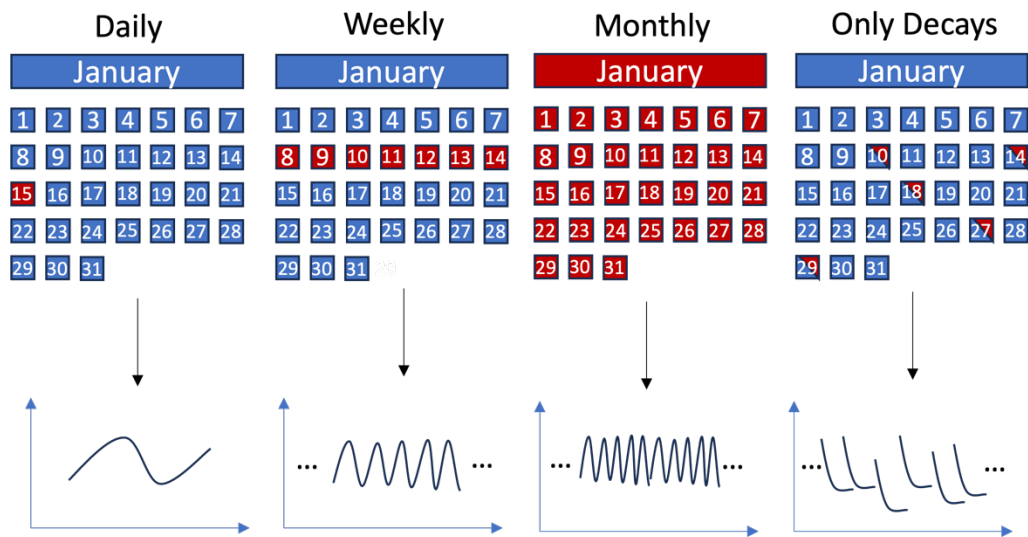 Daily Weekly Monthly Only Decays
January January January January
1 2 3 4 5 6 7 1 2 3 4 5 6 7 1 2 3 4 5 6 7 1 2 3 4 5 6 7
8 9 10 11 12 13 14 8 9 10 11 12 13 14 8 9 10 11 12 13 14 8 9 10 11 12 13 14
15 16 17 18 19 20 21 15 16 17 18 19 20 21 15 16 17 18 19 20 21 15 16 17 18 19 20 21
22 23 24 25 26 27 28 22 23 24 25 26 27 28 22 23 24 25 26 27 28 22 23 24 25 26 27 28
29 30 31 29 30 31 29 30 31 29 30 31
... ... ... ... ... ...